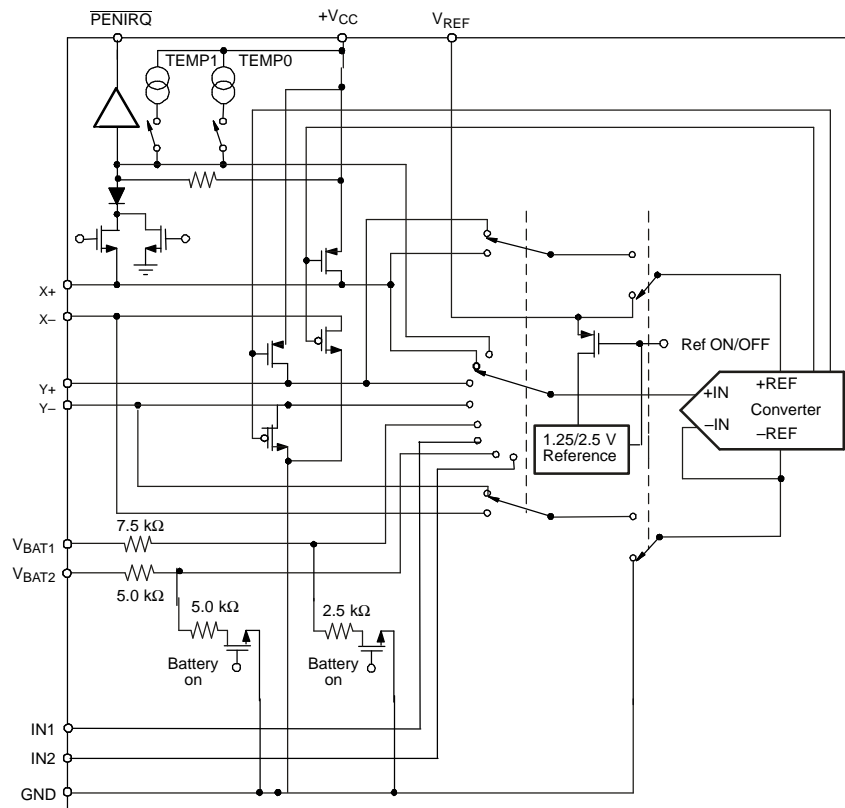 PENIRQ
+VCC
VREF
TEMP1
TEMP0
X+
X–
Y+
Y–
Ref ON/OFF
+IN
–IN
+REF
Converter
–REF
1.25/2.5 V
Reference
7.5 kΩ
VBAT1
VBAT2
5.0 kΩ
5.0 kΩ
2.5 kΩ
Battery
on
Battery
on
IN1
IN2
GND